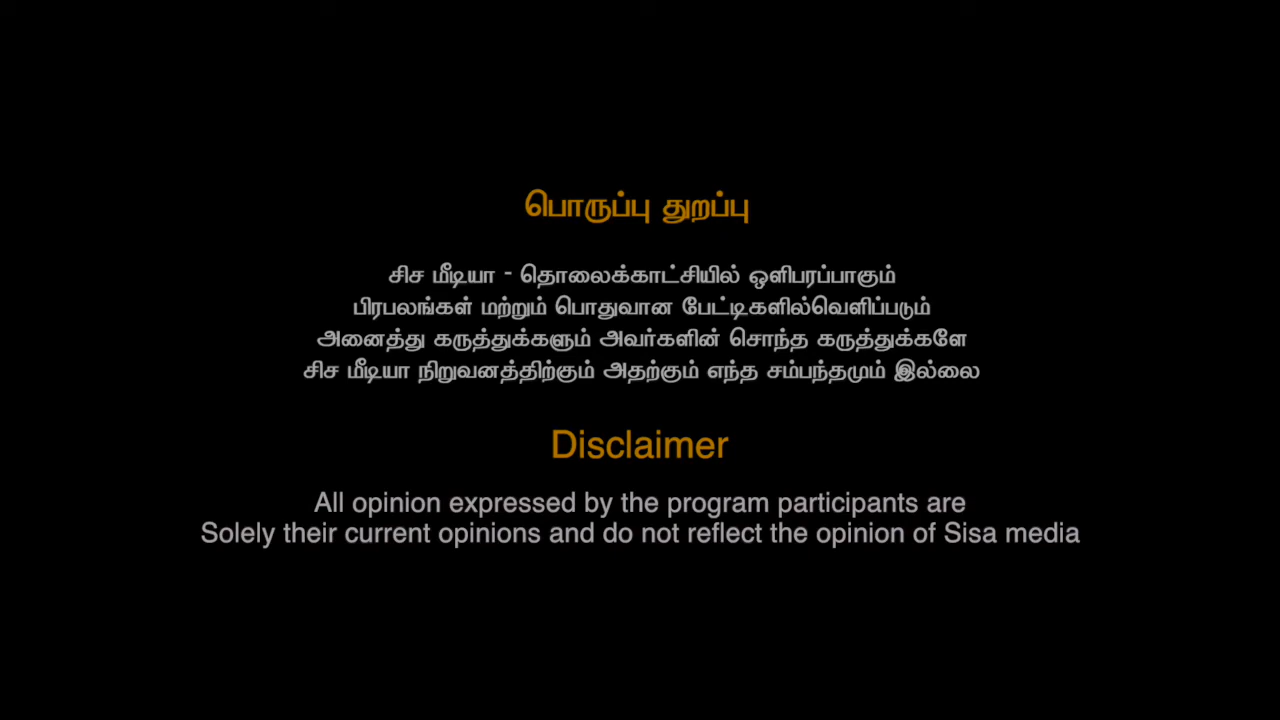 பொருப்பு துறப்பு
சிச மீடியா - தொலைக்காட்சியில் ஒளிபரப்பாகும்
பிரபலங்கள் மற்றும் பொதுவான பேட்டிகளில்வெளிப்படும்
அனைத்து கருத்துக்களும் அவர்களின் சொந்த கருத்துக்களே
சிச மீடியா நிறுவனத்திற்கும் அதற்கும் எந்த சம்பந்தமும் இல்லை
Disclaimer
All opinion expressed by the program participants are
Solely their current opinions and do not reflect the opinion of Sisa media